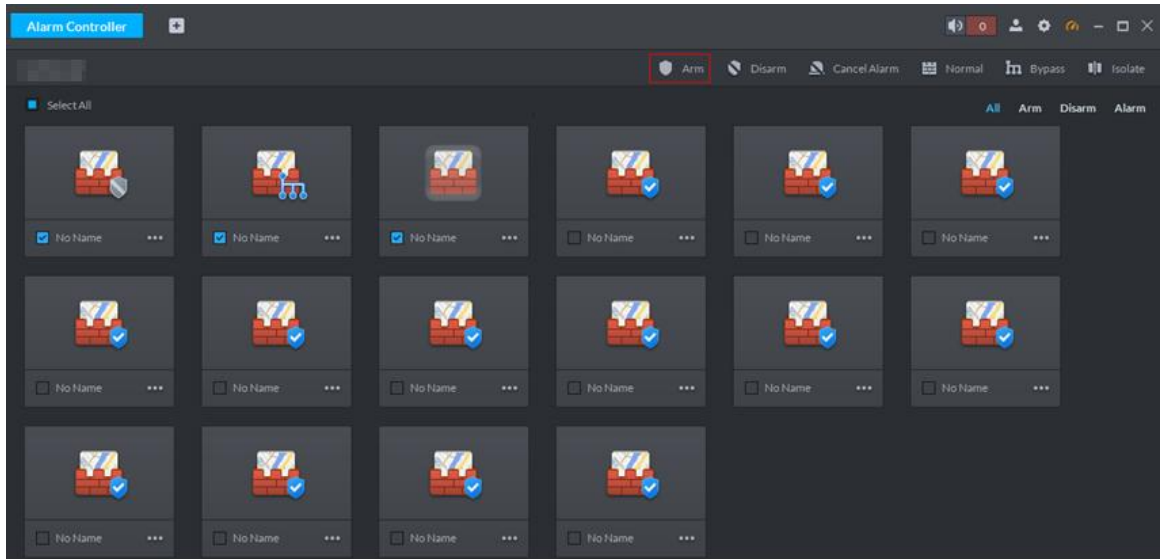 Alarm Controller 0
Arm Disarm Cancel Alarm Normal Bypass Isolate
Select All All Arm Disarm Alarm
No Name No Name No Name No Name No Name No Name
No Name No Name No Name No Name No Name No Name
No Name No Name No Name No Name